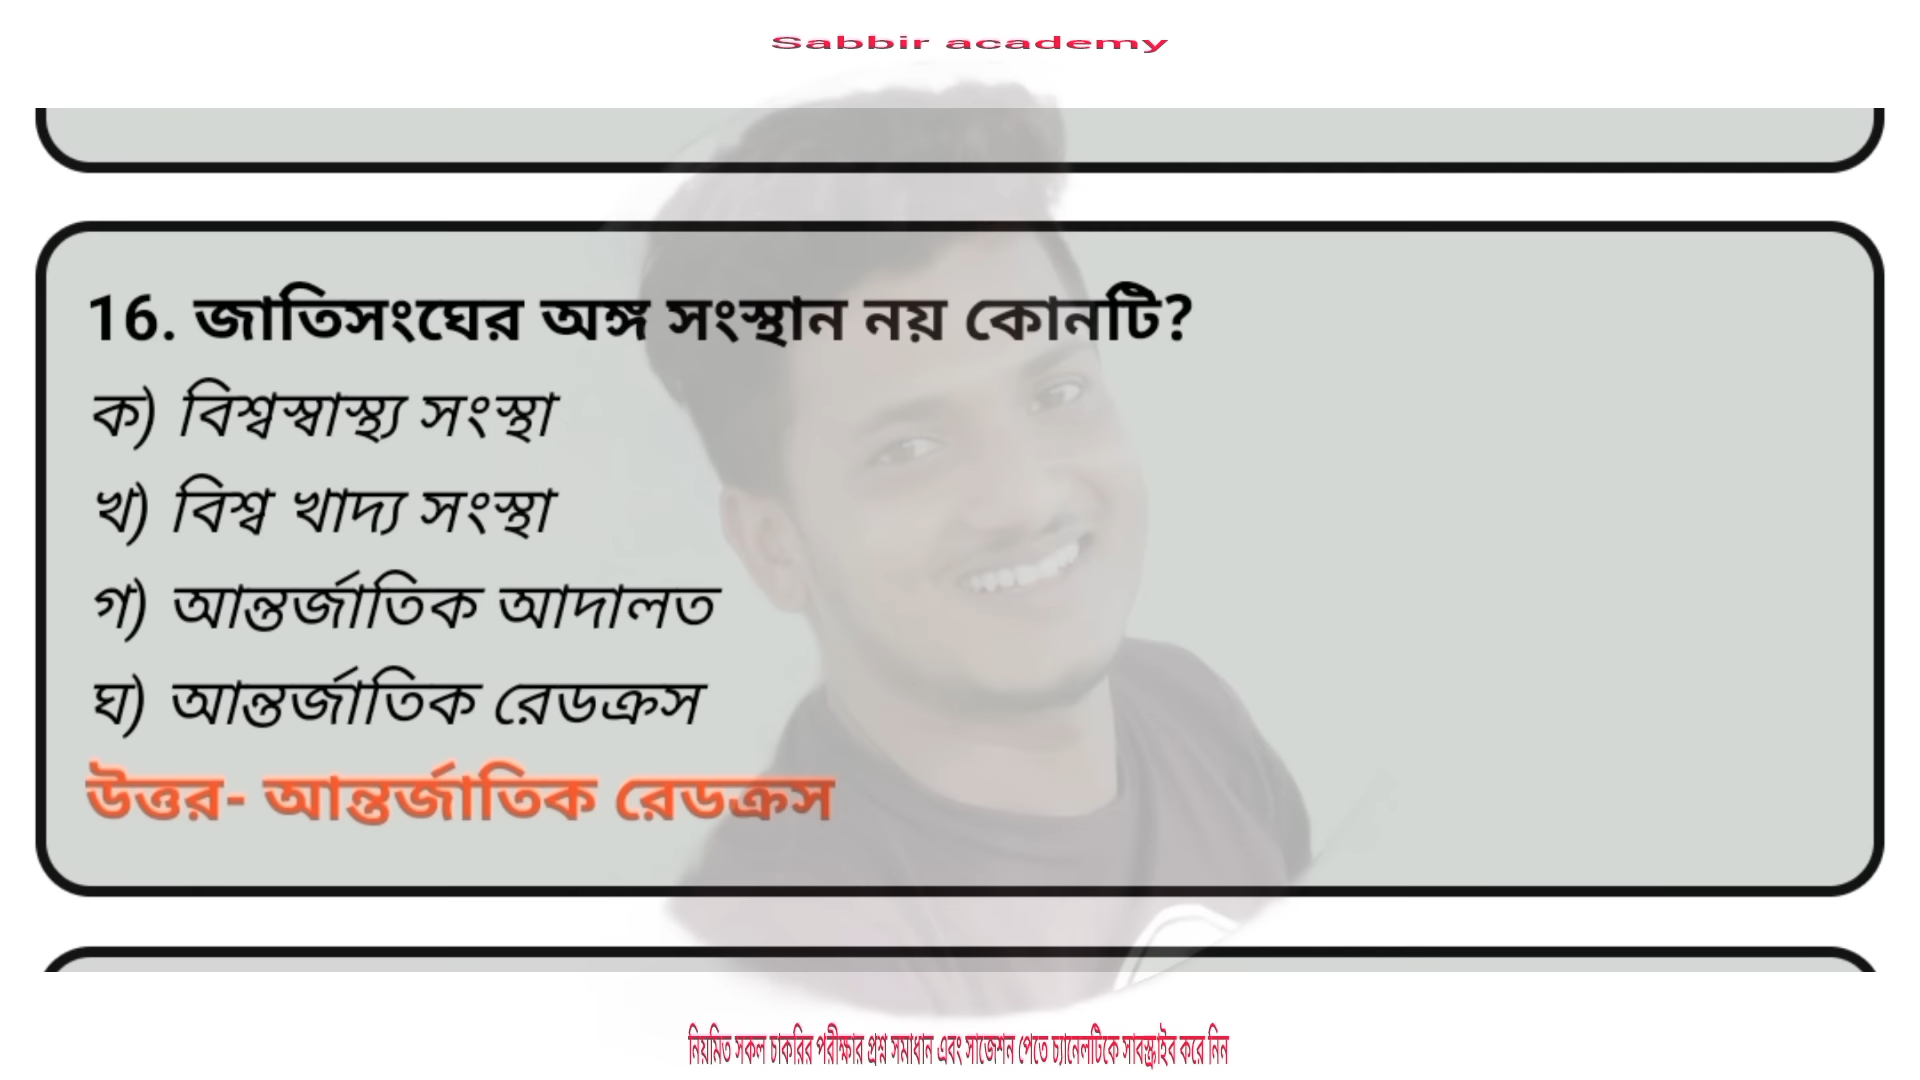 Sabbir academy
16. জাতিসংঘের অঙ্গ সংস্থান নয় কোনটি?
ক) বিশ্বস্বাস্থ্য সংস্থা
খ) বিশ্ব খাদ্য সংস্থা
গ) আন্তর্জাতিক আদালত
ঘ) আন্তর্জাতিক রেডক্রস
উত্তর- আন্তর্জাতিক রেডক্রস
নিয়মিত সকল চাকরির পরীক্ষার প্রশ্ন সমাধান এবং সাজেশন পেতে চ্যানেলটিকে সাবস্ক্রাইব করে নিন